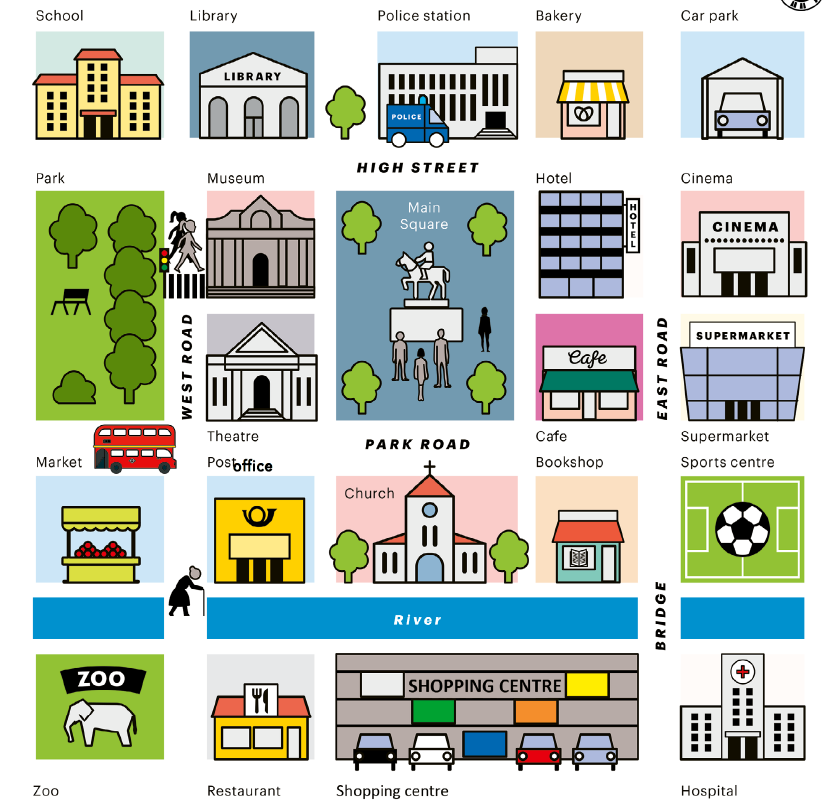 School
Library
Police station
Bakery
Car park
LIBRARY
POLICE
HIGH STREET
Park
Museum
Main
Square
Hotel
Cinema
HOTEL
CINEMA
WEST ROAD
Cafe
EAST ROAD
SUPERMARKET
Theatre
PARK ROAD
Cafe
Supermarket
Market
Post office
Church
Bookshop
Sports centre
River
BRIDGE
ZOO
SHOPPING CENTRE
Zoo
Restaurant
Shopping centre
Hospital